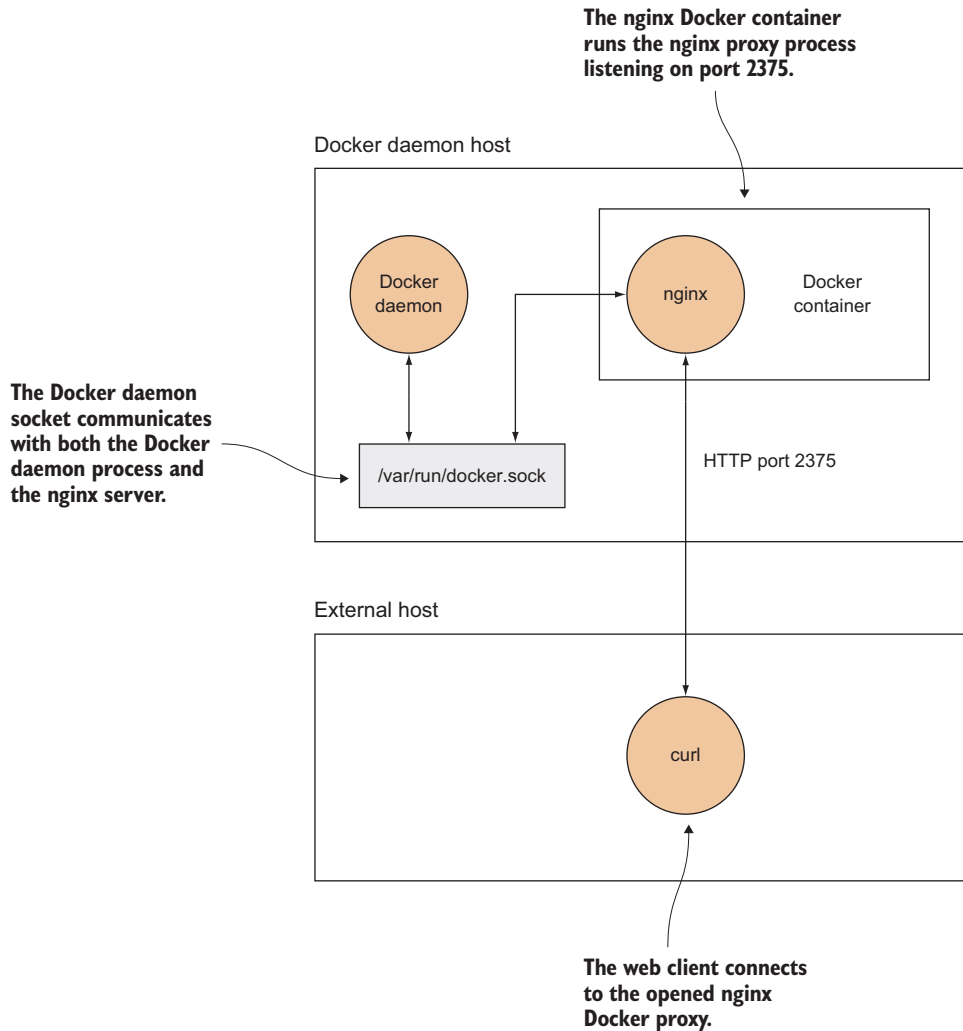 The nginx Docker container
runs the nginx proxy process
listening on port 2375.
Docker daemon host
Docker
daemon
nginx
Docker
container
The Docker daemon
socket communicates
with both the Docker
daemon process and
the nginx server.
/var/run/docker.sock
HTTP port 2375
External host
curl
The web client connects
to the opened nginx
Docker proxy.